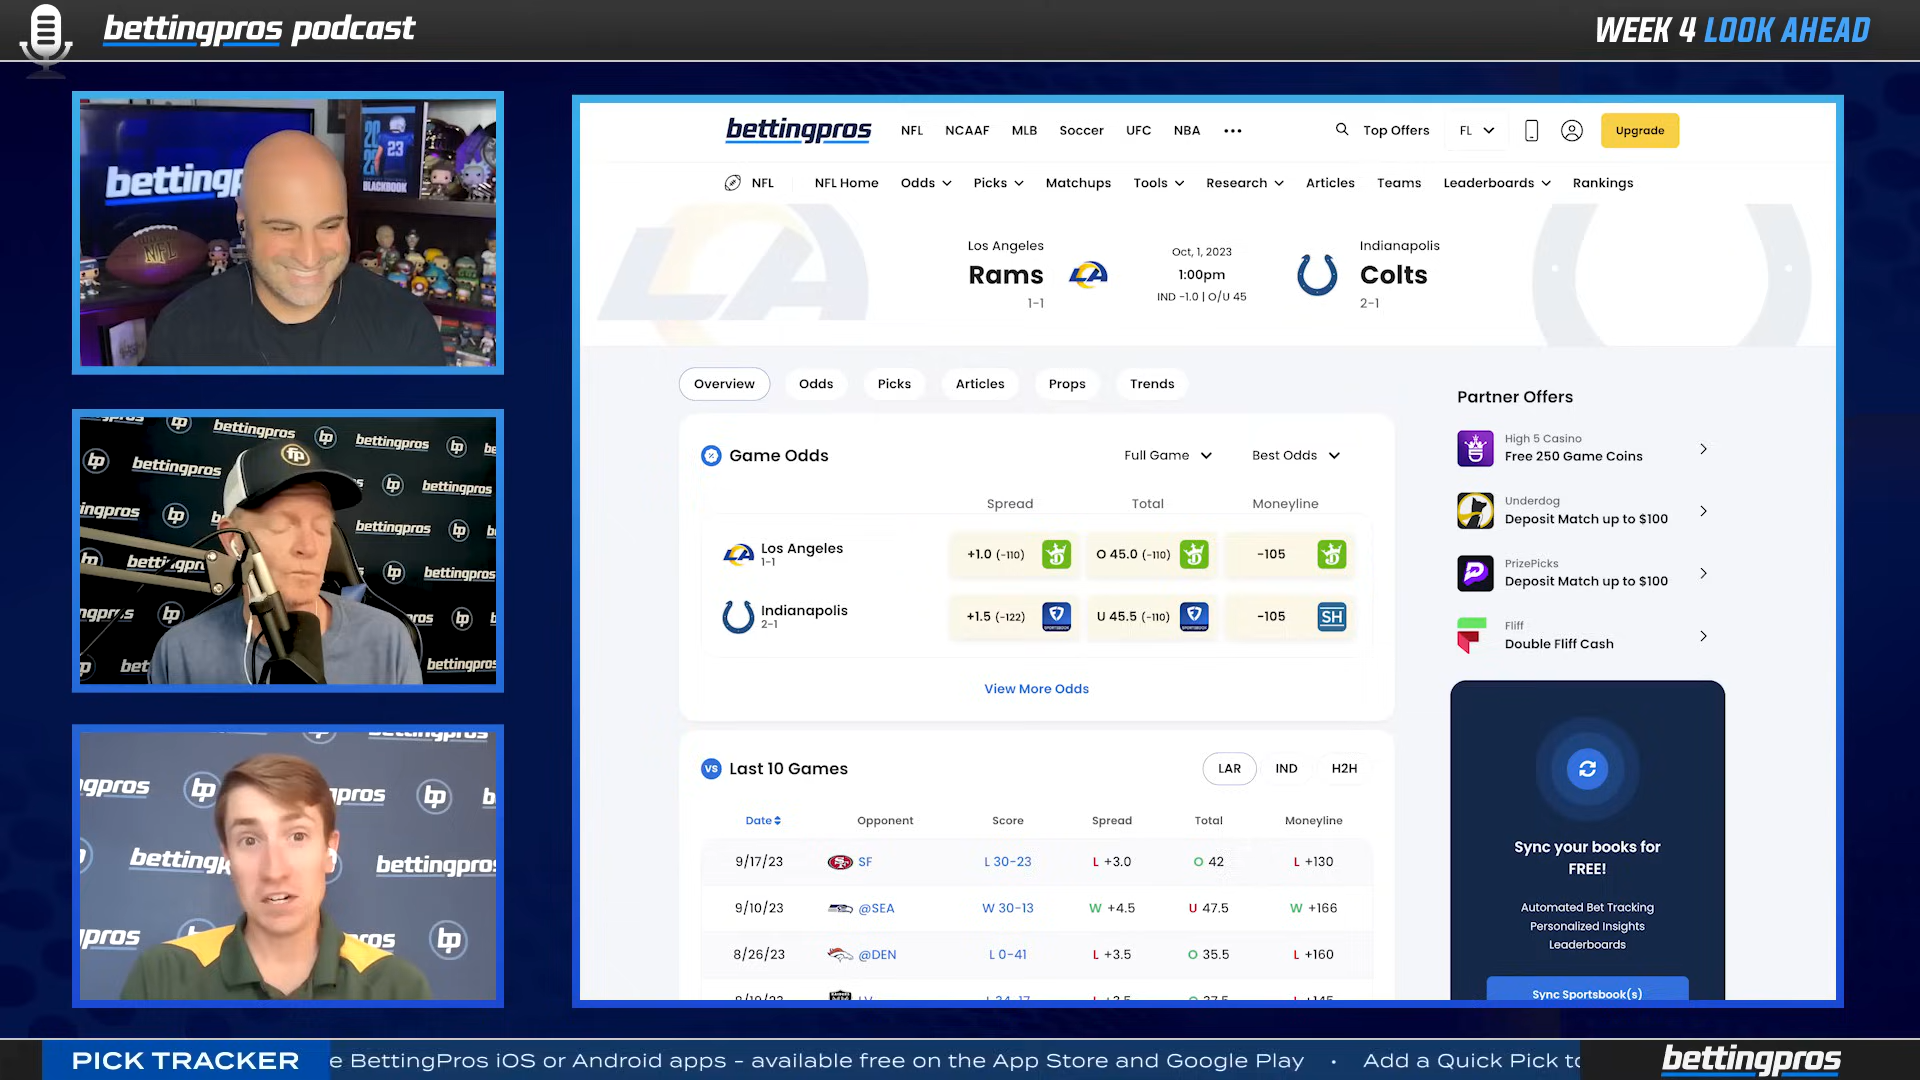 bettingpros podcast
WEEK 4 LOOK AHEAD
bettingpros
NFL NCAAF MLB Soccer UFC NBA •••
Top Offers
FL
Upgrade
NFL
NFL Home Odds Picks Matchups Tools Research Articles Teams Leaderboards Rankings
Los Angeles
Rams
1-1
Oct, 1, 2023
1:00pm
IND -1.0 | O/U 45
Indianapolis
Colts
2-1
Overview Odds Picks Articles Props Trends
Game Odds
Full Game
Best Odds
Spread Total Moneyline
Los Angeles
1-1
+1.0 (-110) O 45.0 (-110) -105
Indianapolis
2-1
+1.5 (-122) U 45.5 (-110) -105
SH
View More Odds
VS Last 10 Games
LAR IND H2H
Date Opponent Score Spread Total Moneyline
9/17/23 SF L 30-23 L +3.0 O 42 L +130
9/10/23 @SEA W 30-13 W +4.5 U 47.5 W +166
8/26/23 @DEN L 0-41 L +3.5 O 35.5 L +160
Partner Offers
High 5 Casino
Free 250 Game Coins
Underdog
Deposit Match up to $100
PrizePicks
Deposit Match up to $100
Fliff
Double Fliff Cash
Sync your books for
FREE!
Automated Bet Tracking
Personalized Insights
Leaderboards
Sync Sportsbook(s)
PICK TRACKER
e BettingPros iOS or Android apps - available free on the App Store and Google Play • Add a Quick Pick to
bettingpros